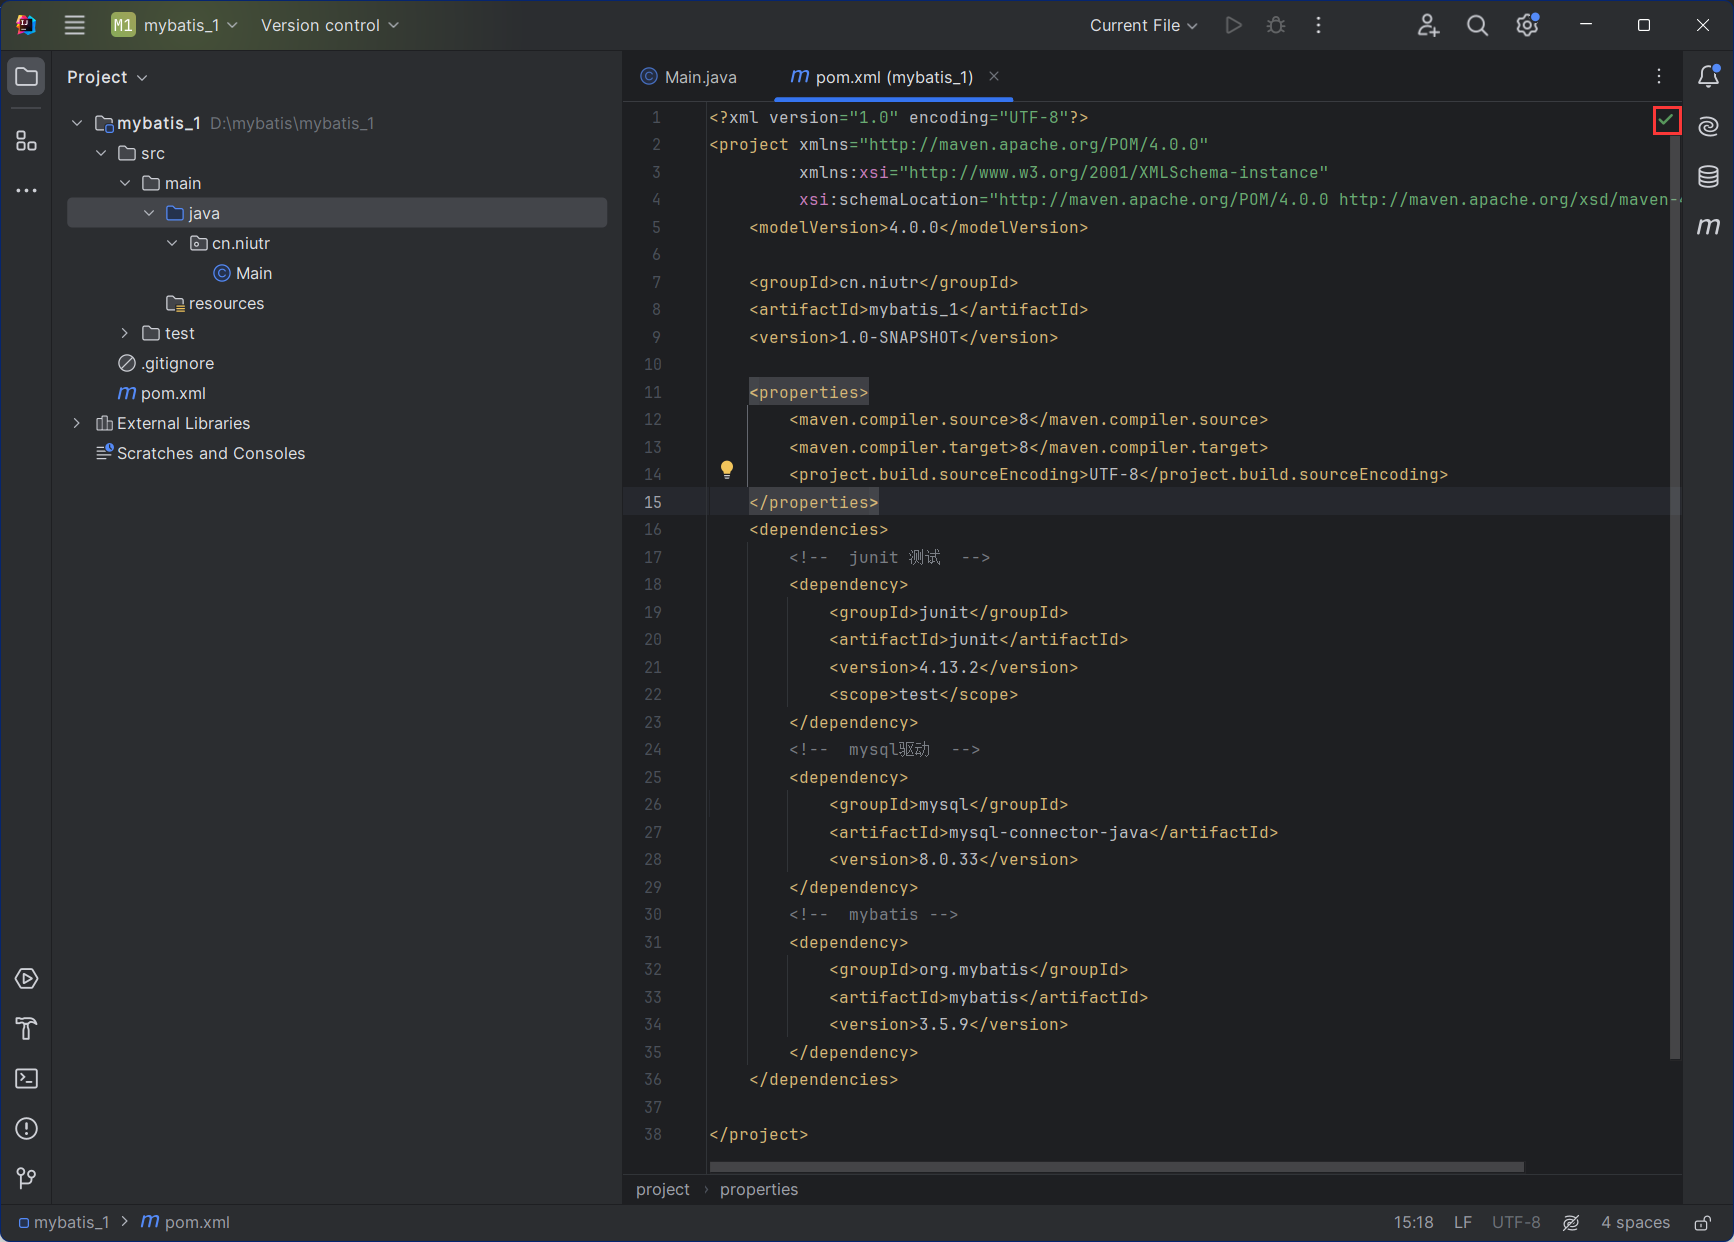 M1 mybatis_1 Version control Current File
Project
mybatis_1 D:\mybatis\mybatis_1
src
main
java
cn.niutr
Main
resources
test
.gitignore
pom.xml
External Libraries
Scratches and Consoles
Main.java pom.xml (mybatis_1)
1 <?xml version="1.0" encoding="UTF-8"?>
2 <project xmlns="http://maven.apache.org/POM/4.0.0"
3 xmlns:xsi="http://www.w3.org/2001/XMLSchema-instance"
4 xsi:schemaLocation="http://maven.apache.org/POM/4.0.0 http://maven.apache.org/xsd/maven-
5 <modelVersion>4.0.0</modelVersion>
6
7 <groupId>cn.niutr</groupId>
8 <artifactId>mybatis_1</artifactId>
9 <version>1.0-SNAPSHOT</version>
10
11 <properties>
12 <maven.compiler.source>8</maven.compiler.source>
13 <maven.compiler.target>8</maven.compiler.target>
14 <project.build.sourceEncoding>UTF-8</project.build.sourceEncoding>
15 </properties>
16 <dependencies>
17 <!-- junit 测试 -->
18 <dependency>
19 <groupId>junit</groupId>
20 <artifactId>junit</artifactId>
21 <version>4.13.2</version>
22 <scope>test</scope>
23 </dependency>
24 <!-- mysql驱动 -->
25 <dependency>
26 <groupId>mysql</groupId>
27 <artifactId>mysql-connector-java</artifactId>
28 <version>8.0.33</version>
29 </dependency>
30 <!-- mybatis -->
31 <dependency>
32 <groupId>org.mybatis</groupId>
33 <artifactId>mybatis</artifactId>
34 <version>3.5.9</version>
35 </dependency>
36 </dependencies>
37
38 </project>
project › properties
mybatis_1 > pom.xml 15:18 LF UTF-8 4 spaces